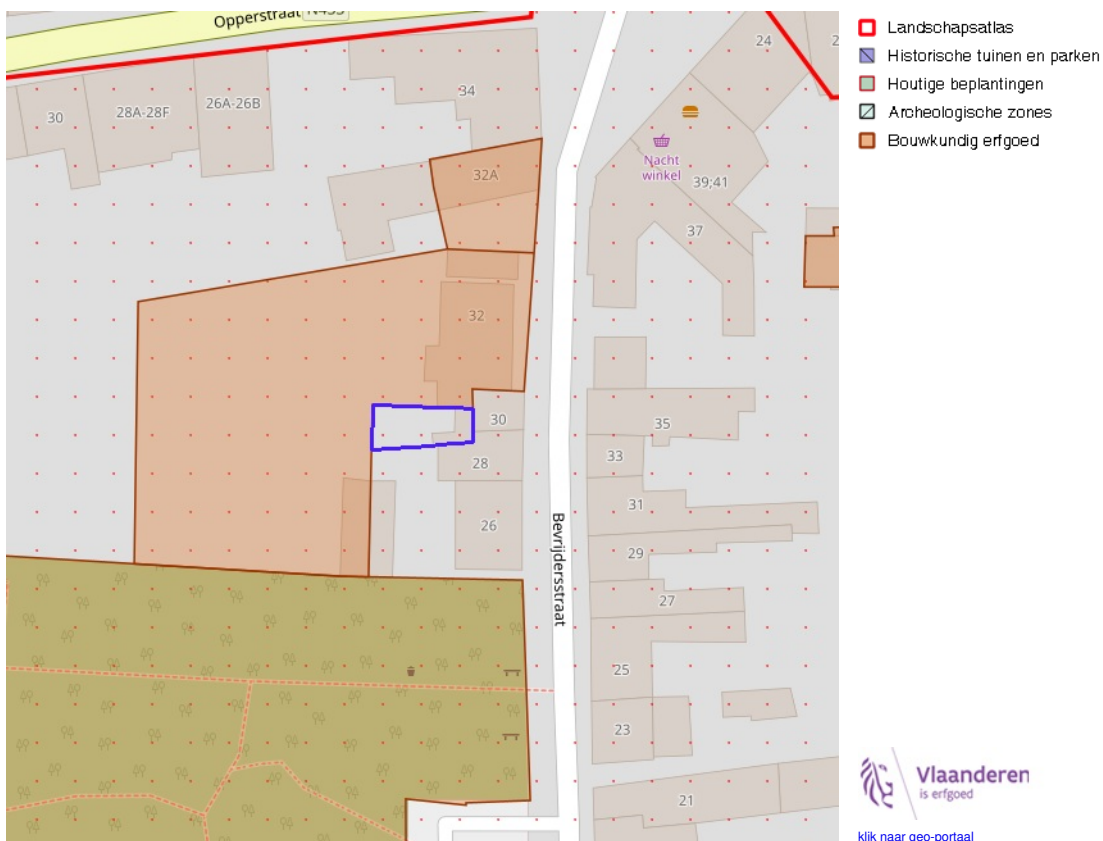 Opperstraat N455
24
2
30
28A-28F
26A-26B
34
32A
Nacht
winkel
39;41
37
32
30
35
28
33
31
26
29
Bevrijdersstraat
27
25
23
21
Landschapsatlas
Historische tuinen en parken
Houtige beplantingen
Archeologische zones
Bouwkundig erfgoed
Vlaanderen
is erfgoed
klik naar geo-portaal